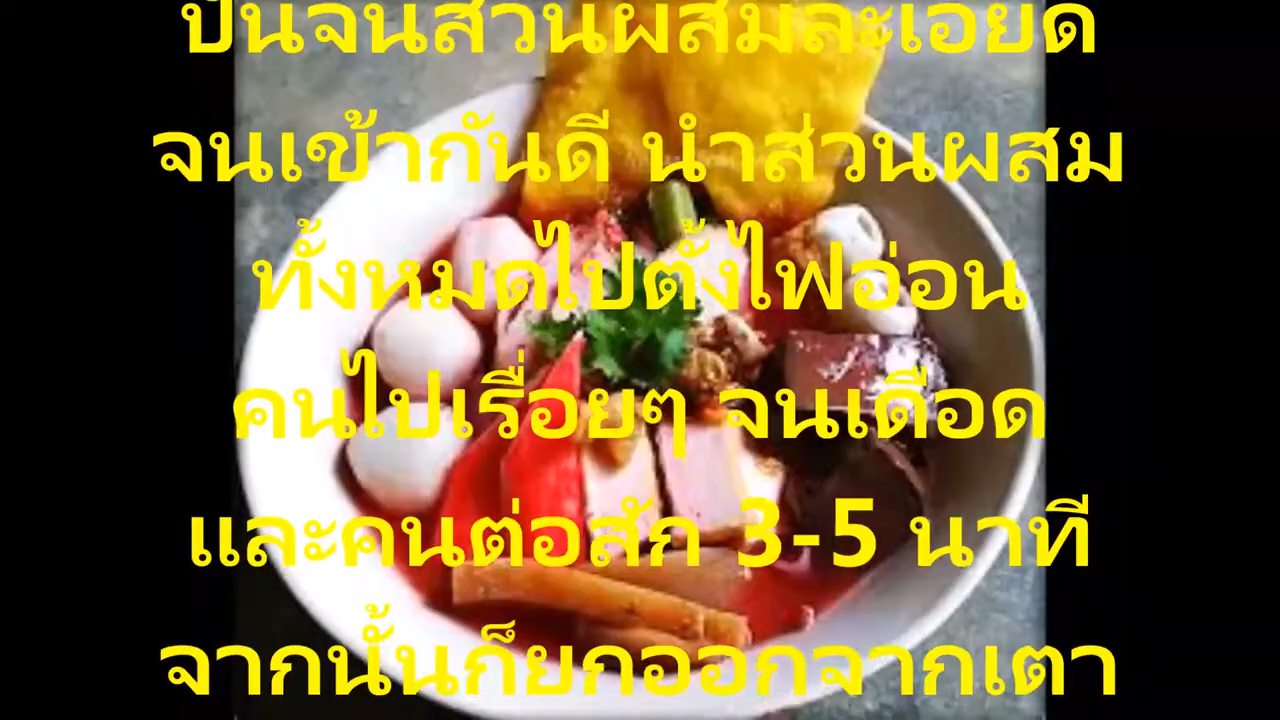 ปั่นจนส่วนผสมละเอียด
จนเข้ากันดี นำส่วนผสม
ทั้งหมดไปตั้งไฟอ่อน
คนไปเรื่อยๆ จนเดือด
และคนต่อสัก 3-5 นาที
จากนั้นก็ยกออกจากเตา